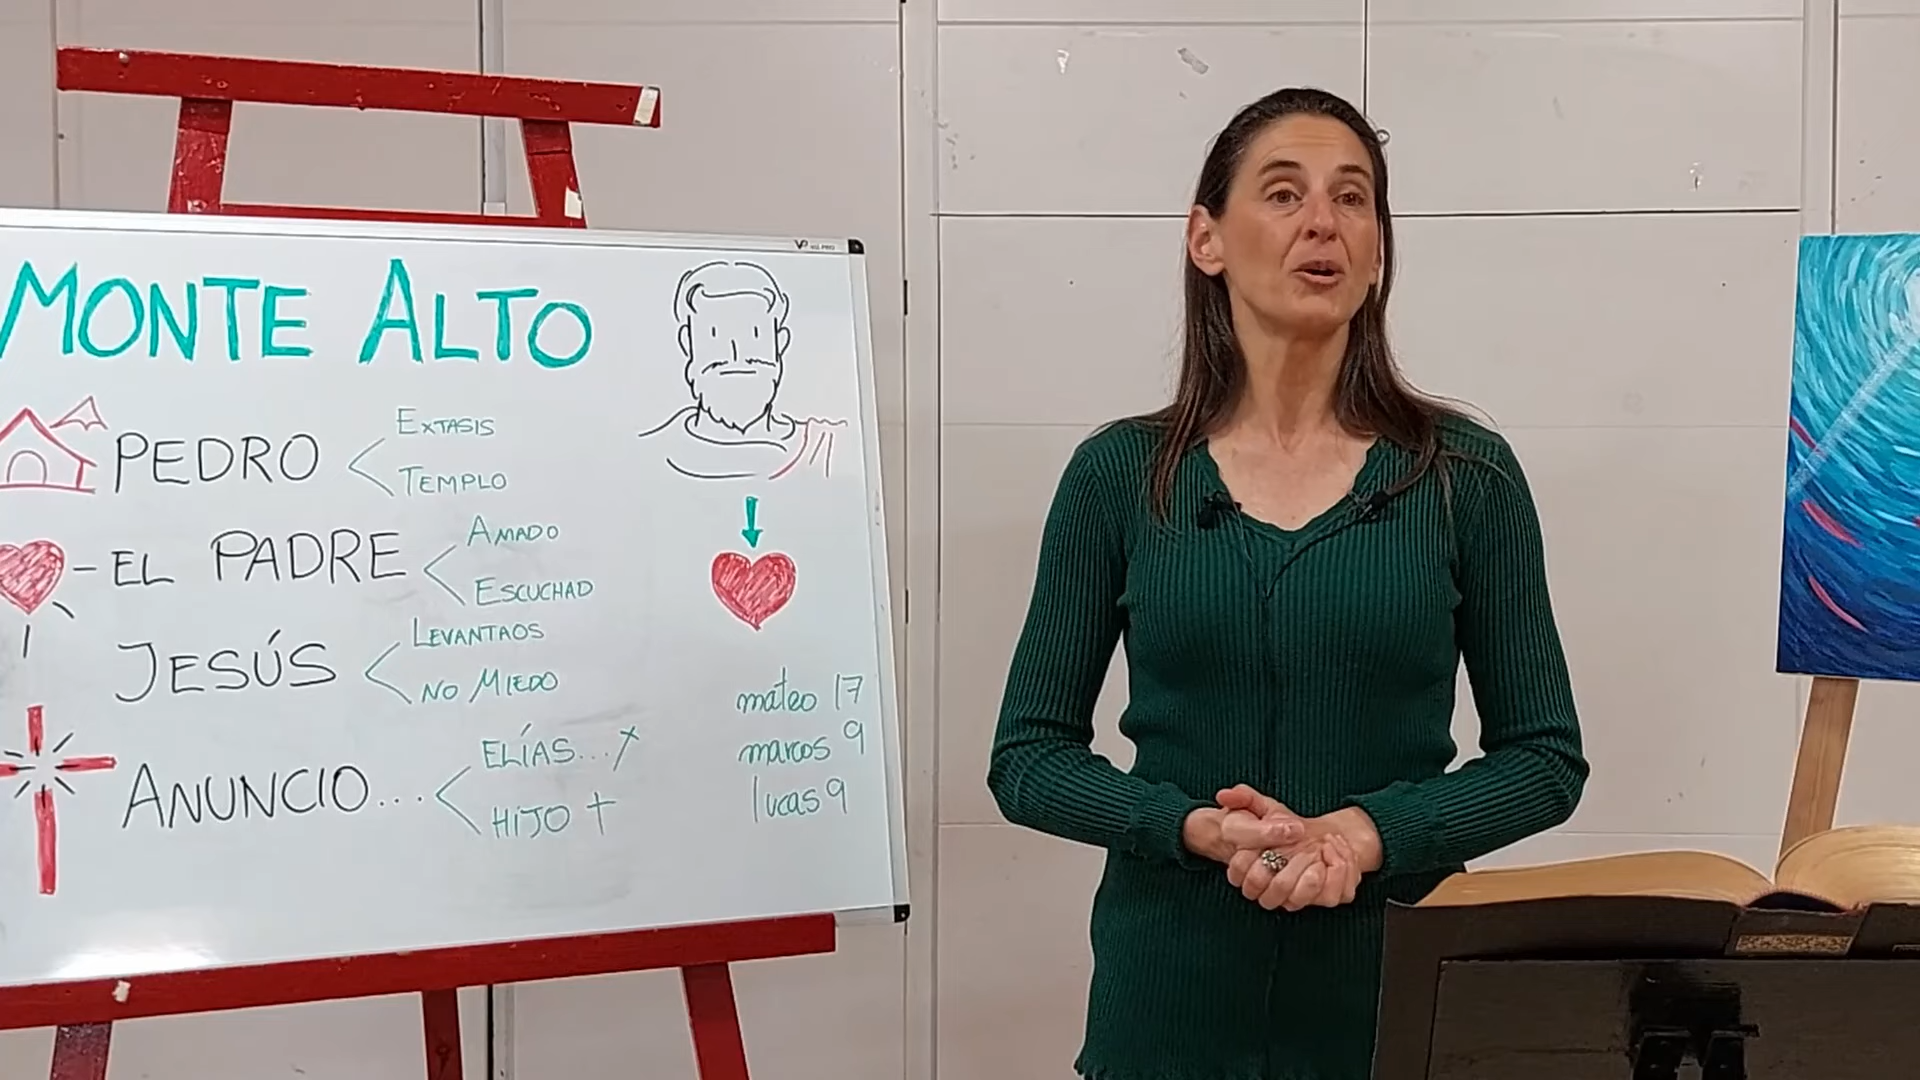 MONTE ALTO
PEDRO
EXTASIS
TEMPLO
-EL PADRE
AMADO
ESCUCHAD
JESÚS
LEVANTAOS
NO MIEDO
ANUNCIO...
ELÍAS...†
HIJO †
mateo 17
marcos 9
lucas 9